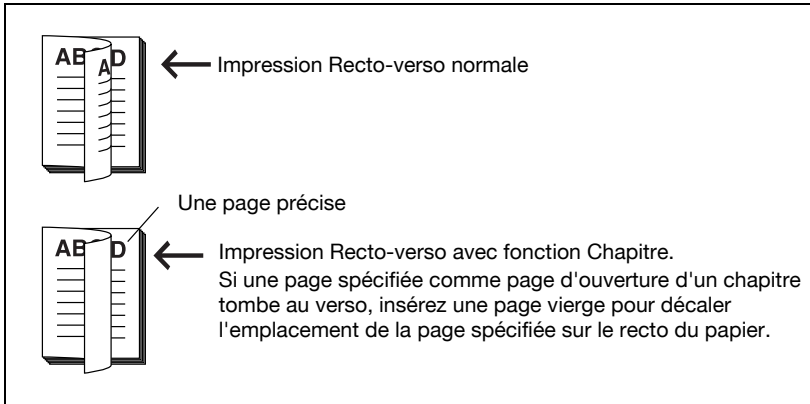 AB D
A
Impression Recto-verso normale
Une page précise
AB D
Impression Recto-verso avec fonction Chapitre.
Si une page spécifiée comme page d'ouverture d'un chapitre
tombe au verso, insérez une page vierge pour décaler
l'emplacement de la page spécifiée sur le recto du papier.